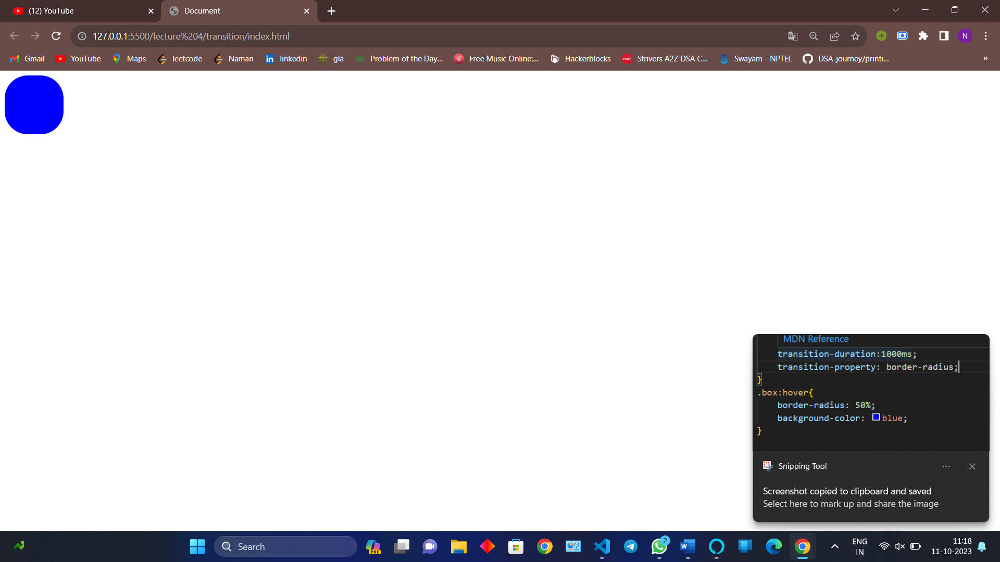 (12) YouTube
Document
127.0.0.1:5500/lecture%204/transition/index.html
N
Gmail
YouTube
Maps
leetcode
Naman
linkedin
gla
Problem of the Day...
Free Music Online:...
Hackerblocks
Strivers A2Z DSA C...
Swayam - NPTEL
DSA-journey/printi...
»
MDN Reference
transition-duration:1000ms;
transition-property: border-radius;
}
.box:hover{
border-radius: 50%;
background-color: blue;
}
Snipping Tool
Screenshot copied to clipboard and saved
Select here to mark up and share the image
Search
PRE
2
ENG
IN
11:18
11-10-2023